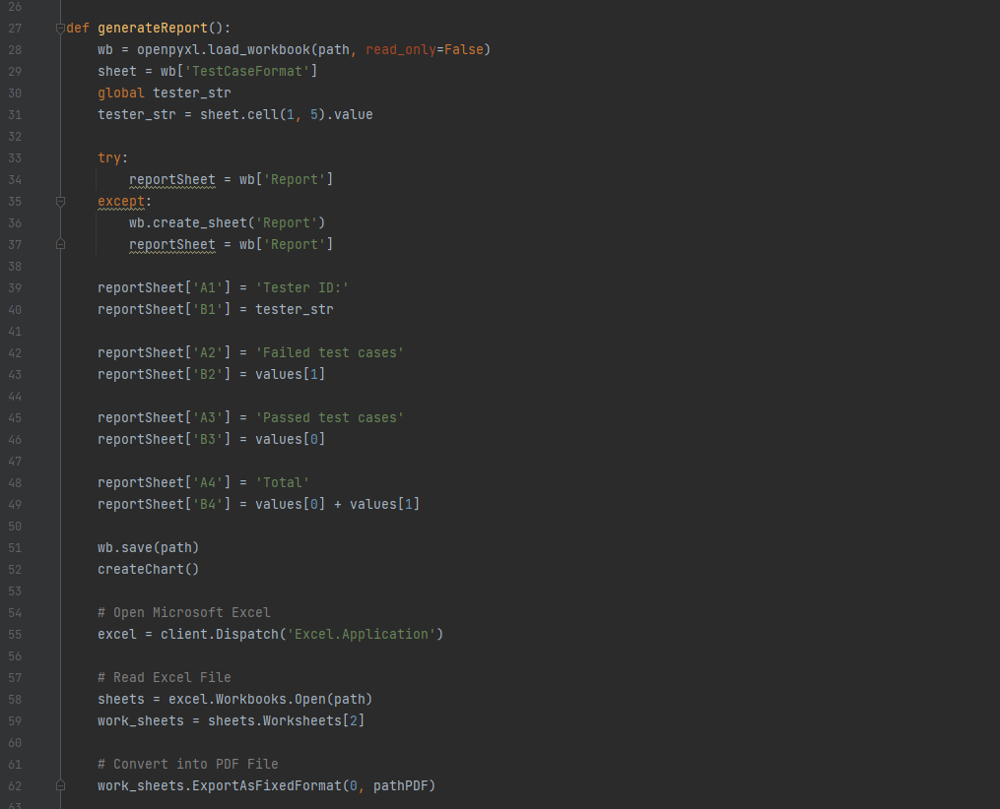 26
27 def generateReport():
28     wb = openpyxl.load_workbook(path, read_only=False)
29     sheet = wb['TestCaseFormat']
30     global tester_str
31     tester_str = sheet.cell(1, 5).value
32
33     try:
34         reportSheet = wb['Report']
35     except:
36         wb.create_sheet('Report')
37         reportSheet = wb['Report']
38
39     reportSheet['A1'] = 'Tester ID:'
40     reportSheet['B1'] = tester_str
41
42     reportSheet['A2'] = 'Failed test cases'
43     reportSheet['B2'] = values[1]
44
45     reportSheet['A3'] = 'Passed test cases'
46     reportSheet['B3'] = values[0]
47
48     reportSheet['A4'] = 'Total'
49     reportSheet['B4'] = values[0] + values[1]
50
51     wb.save(path)
52     createChart()
53
54     # Open Microsoft Excel
55     excel = client.Dispatch('Excel.Application')
56
57     # Read Excel File
58     sheets = excel.Workbooks.Open(path)
59     work_sheets = sheets.Worksheets[2]
60
61     # Convert into PDF File
62     work_sheets.ExportAsFixedFormat(0, pathPDF)
63